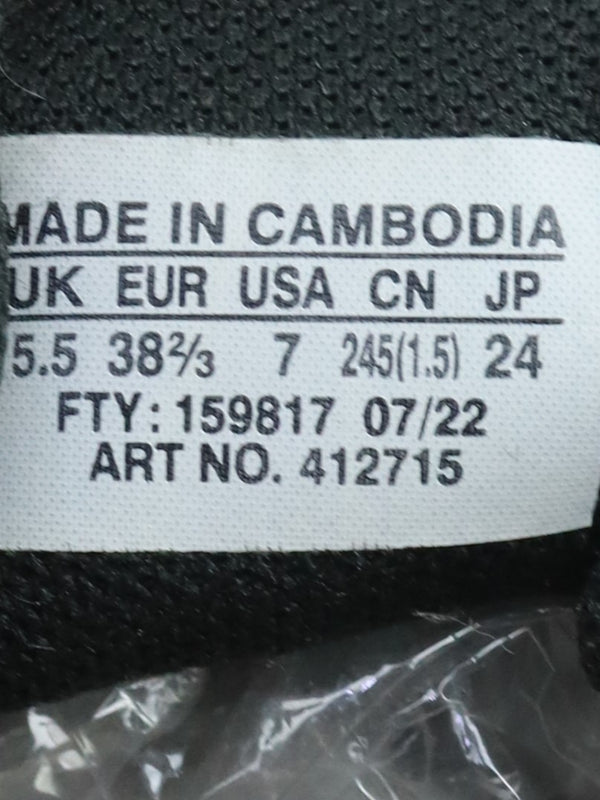 MADE IN CAMBODIA
UK EUR USA CN JP
5.5 38⅔ 7 245(1.5) 24
FTY: 159817 07/22
ART NO. 412715